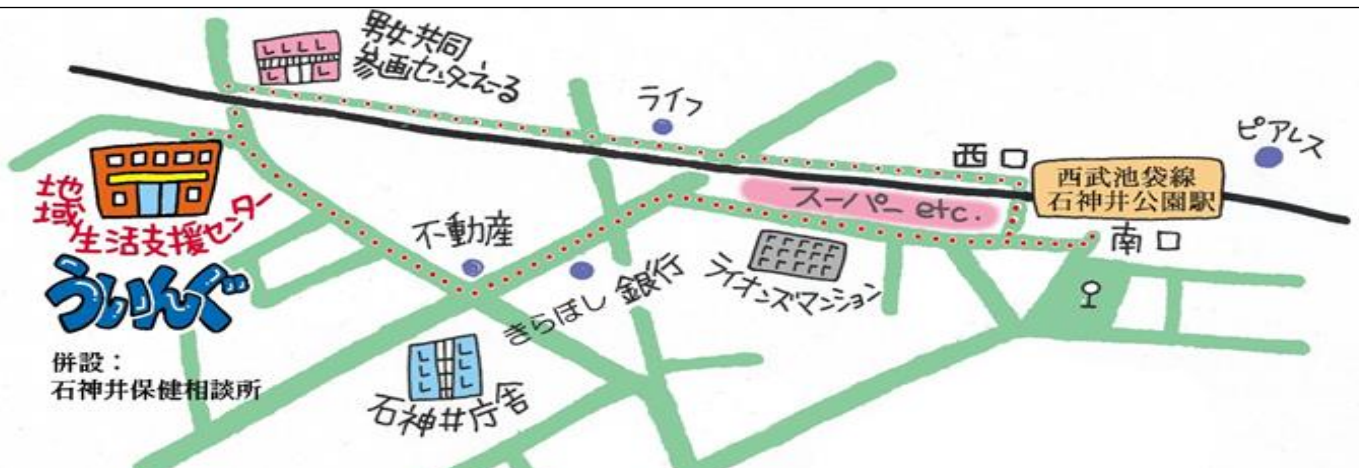 男女共同
参画センターえーる
ライフ
ピアレス
西口
西武池袋線
石神井公園駅
スーパー etc.
南口
地域
生活支援センター
ういんぐ
併設：
石神井保健相談所
不動産
きらぼし 銀行
ライオンズマンション
石神井庁舎